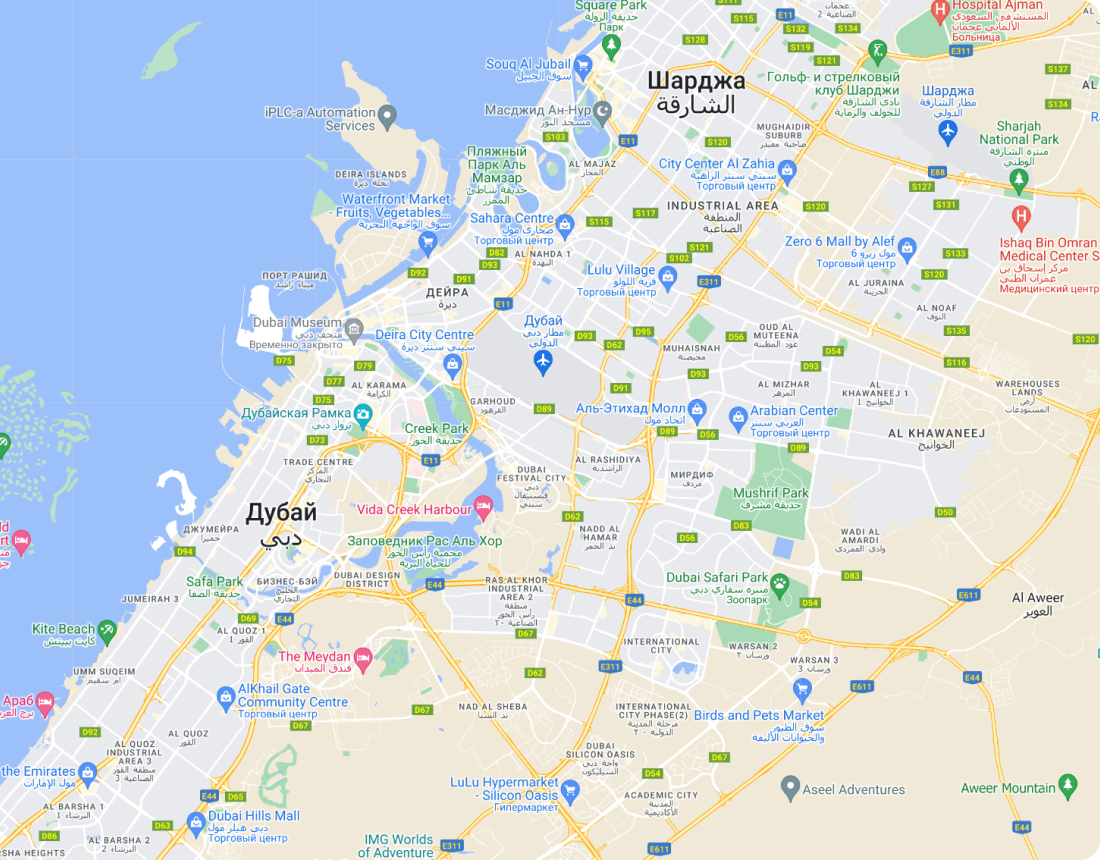 Square Park
حديقة الرولة
Парк
S115
E11
عجمان
الصناعية 2
S132
S134
S128
S119
S121
Hospital Ajman
المستشفى السعودي
الألماني عجمان
Больница
E311
Souq Al Jubail
سوق الجبيل
Шарджа
الشارقة
Гольф- и стрелковый
клуб Шарджи
نادي الشارقة
للجولف والرماية
S137
S134
Шарджа
مطار الشارقة
الدولي
iPLC-a Automation
Services
Масджид Ан-Нур
مسجد النور
S103
E11
S120
MUGHAIDIR
SUBURB
ضاحية مغيدر
Sharjah
National Park
منتزه الشارقة
الوطني
Пляжный
Парк Аль
Мамзар
حديقة شاطئ
الممزر
AL MAJAZ
المجاز
City Center Al Zahia
سيتي سنتر الزاهية
Торговый центр
E88
S127
S131
DEIRA ISLANDS
نخلة ديرة
Waterfront Market
- Fruits, Vegetables...
سوق الواجهة البحرية
Sahara Centre
صحارى مول
Торговый центр
S115
S117
INDUSTRIAL AREA
المنطقة
الصناعية
S120
Ishaq Bin Omran
Medical Center S
مركز إسحاق بن
عمران الطبي
Медицинский центр
D82
D93
D92
D91
AL NAHDA 1
النهدة 1
S121
S102
Zero 6 Mall by Alef
مول زيرو 6
Торговый центр
S133
S120
ПОРТ РАШИД
ميناء راشد
ДЕЙРА
ديرة
Lulu Village
قرية اللولو
Торговый центр
E311
AL JURAINA
الجرينة
E11
AL NOAF
النوف
Dubai Museum
متحف دبي
Временно закрыто
Deira City Centre
سيتي سنتر ديرة
Дубай
مطار دبي
الدولي
D93
D95
D62
D56
OUD AL
MUTEENA
عود المطينة
D54
S135
S120
S116
MUHAISNAH
محيصنة
D75
D79
D77
D75
AL KARAMA
الكرامة
D93
D93
D91
AL MIZHAR
المزهر
AL
KHAWANEEJ 1
الخوانيج 1
WAREHOUSES
LANDS
أرض
المستودعات
Дубайская Рамка
برواز دبي
GARHOUD
القرهود
D89
Аль-Этихад Молл
اتحاد مول
Arabian Center
العربي سنتر
Торговый центр
D73
Creek Park
حديقة الخور
D89
D56
D89
AL KHAWANEEJ
الخوانيج
TRADE CENTRE
المركز
التجاري
E11
DUBAI
FESTIVAL CITY
دبي
فيستيفال
سيتي
AL RASHIDIYA
الراشدية
МИРДИФ
مردف
Mushrif Park
حديقة مشرف
Дубай
دبي
Vida Creek Harbour
D62
D83
D50
ДЖУМЕЙРА
جميرا
Заповедник Рас Аль Хор
محمية رأس الخور
للحياة البرية
NADD AL
HAMAR
ند الحمر
D56
WADI AL
AMARDI
وادي العمردي
D94
Safa Park
حديقة الصفا
БИЗНЕС-БЭЙ
الخليج
التجاري
DUBAI DESIGN
DISTRICT
E44
RAS AL KHOR
INDUSTRIAL
AREA 2
منطقة
رأس الخور
الصناعية ٢
Dubai Safari Park
منتزه سفاري دبي
Зоопарк
D83
D54
JUMEIRAH 3
E44
E611
Al Aweer
العوير
D69
E44
Kite Beach
كايت بيتش
AL QUOZ 1
القوز 1
D67
INTERNATIONAL
CITY
WARSAN 2
ورسان ٢
WARSAN 3
ورسان 3
The Meydan
فندق الميدان
UMM SUQEIM
ام سقيم
D62
E311
E44
E611
Араб
AlKhail Gate
Community Centre
Торговый центр
D67
D67
NAD AL SHEBA
ند الشبا
INTERNATIONAL
CITY PHASE(2)
مرحلة المدينة
الدولية ٢٠٠
Birds and Pets Market
سوق الطيور
والحيوانات الأليفة
D92
AL QUOZ
القوز
AL QUOZ
INDUSTRIAL
AREA 3
منطقة القوز
الصناعية 3
DUBAI
SILICON OASIS
واحة دبي
السيليكون
D67
the Emirates
مول الإمارات
D54
LuLu Hypermarket
- Silicon Oasis
Гипермаркет
ACADEMIC CITY
المدينة
الأكاديمية
Aseel Adventures
Aweer Mountain
E44
D65
AL BARSHA 1
البرشاء 1
Dubai Hills Mall
دبي هيلز مول
Торговый центр
D63
E44
D86
AL BARSHA 2
البرشاء 2
IMG Worlds
of Adventure
E311
E611
SHA HEIGHTS